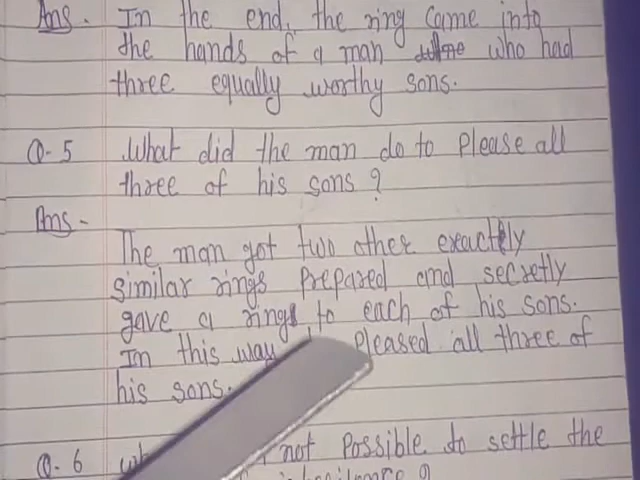 Ans. In the end, the ring came into
the hands of a man who had
three equally worthy sons.
Q-5 What did the man do to Please all
three of his sons ?
Ans-
The man got two other exactely
similar rings Prepared and secretly
gave a rings to each of his sons.
In this way Pleased all three of
his sons.
Q.6 not Possible to settle the